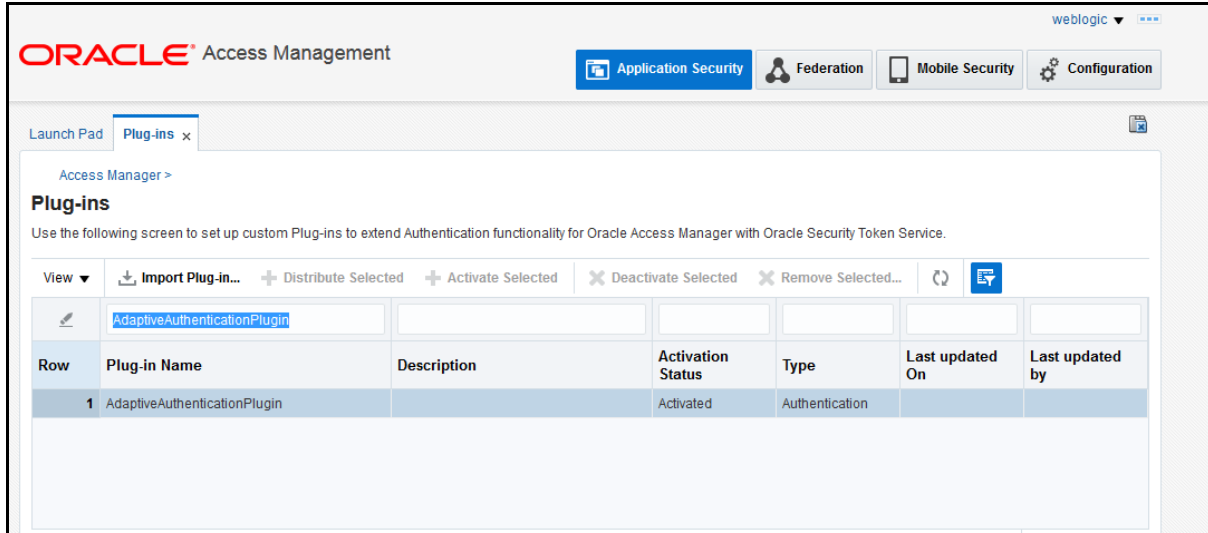 weblogic
ORACLE® Access Management
Application Security Federation Mobile Security Configuration
Launch Pad Plug-ins x
Access Manager >
Plug-ins
Use the following screen to set up custom Plug-ins to extend Authentication functionality for Oracle Access Manager with Oracle Security Token Service.
View Import Plug-in... Distribute Selected Activate Selected Deactivate Selected Remove Selected...
AdaptiveAuthenticationPlugin
Row Plug-in Name Description Activation Status Type Last updated On Last updated by
1 AdaptiveAuthenticationPlugin Activated Authentication